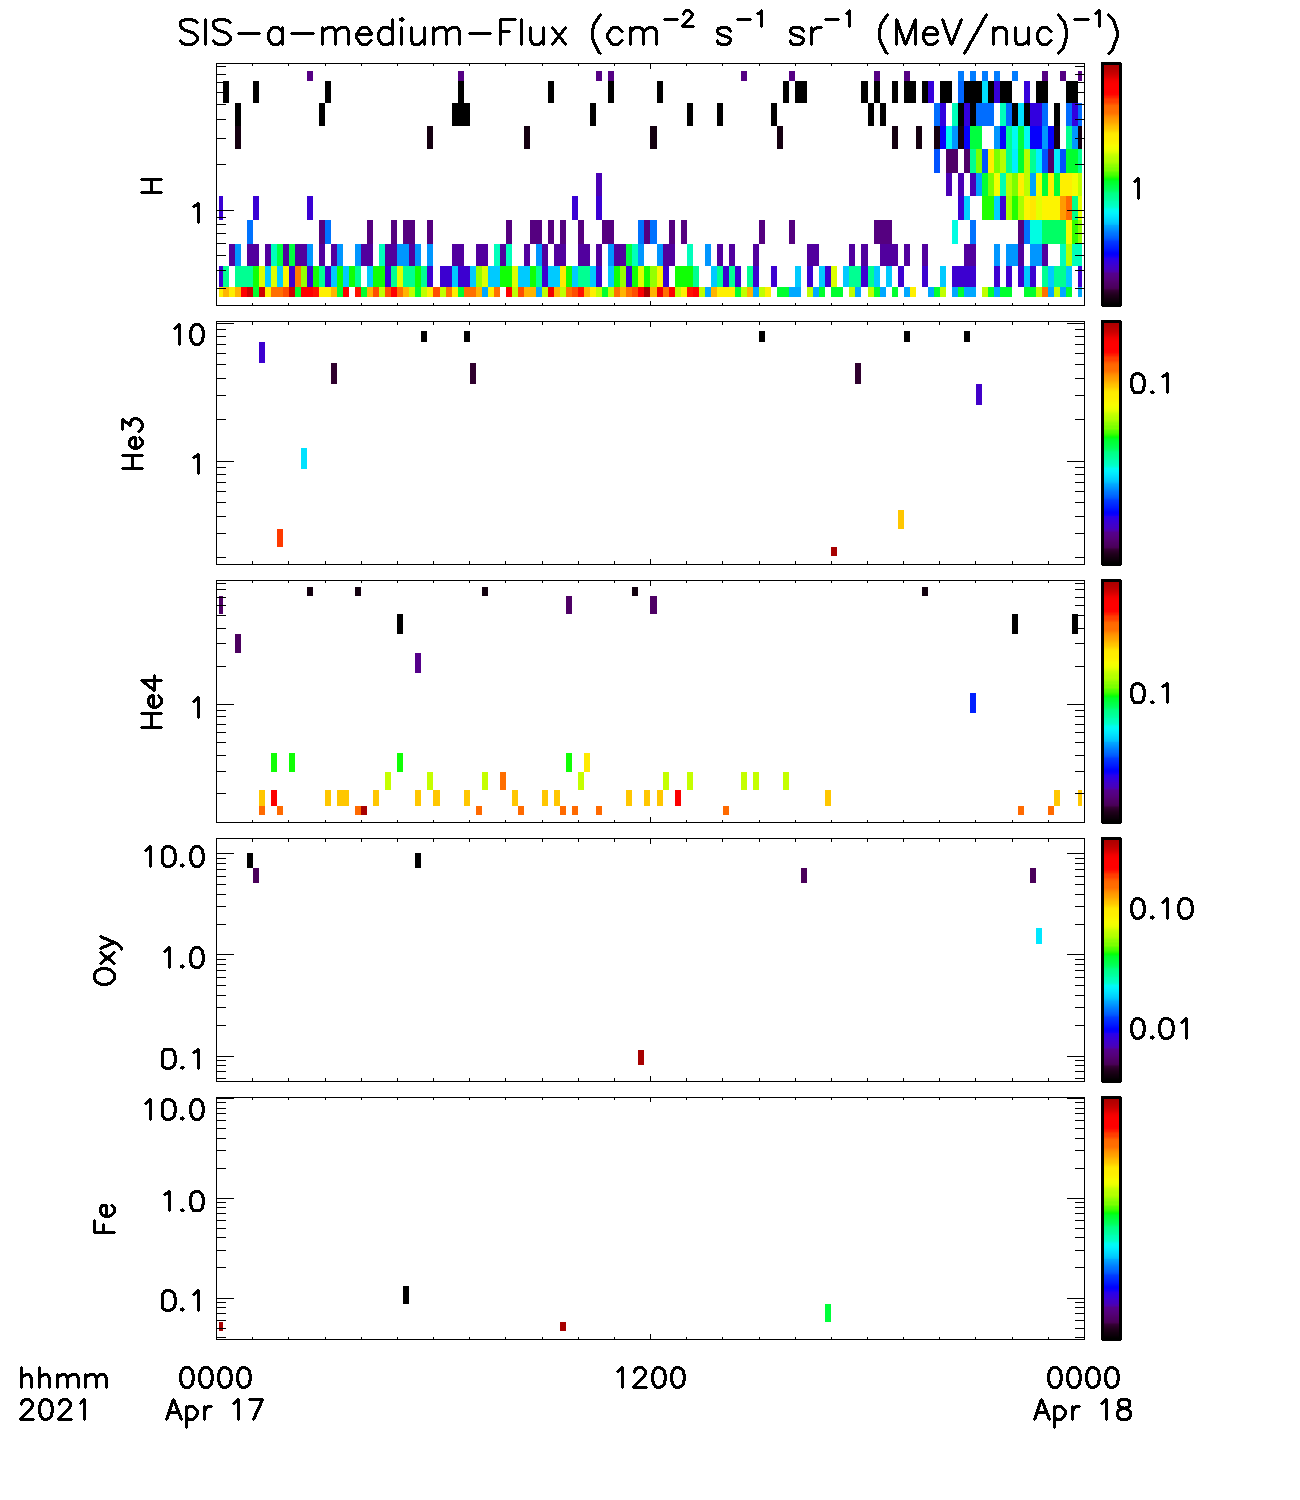 SIS-a-medium-Flux (cm⁻² s⁻¹ sr⁻¹ (MeV/nuc)⁻¹)
H
1
1
He3
10
1
0.1
He4
1
0.1
Oxy
10.0
1.0
0.1
0.10
0.01
Fe
10.0
1.0
0.1
hhmm 0000 1200 0000
2021 Apr 17 Apr 18